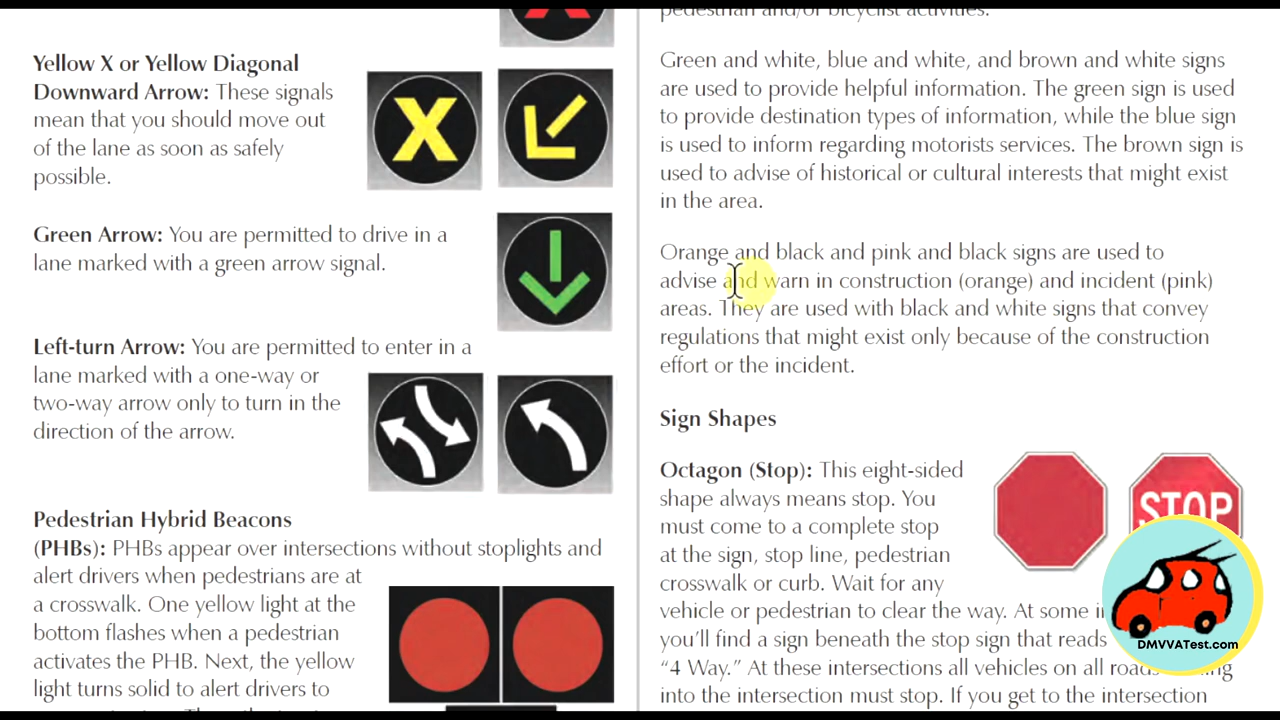 Yellow X or Yellow Diagonal
Downward Arrow: These signals
mean that you should move out
of the lane as soon as safely
possible.
X
Green Arrow: You are permitted to drive in a
lane marked with a green arrow signal.
Left-turn Arrow: You are permitted to enter in a
lane marked with a one-way or
two-way arrow only to turn in the
direction of the arrow.
Pedestrian Hybrid Beacons
(PHBs): PHBs appear over intersections without stoplights and
alert drivers when pedestrians are at
a crosswalk. One yellow light at the
bottom flashes when a pedestrian
activates the PHB. Next, the yellow
light turns solid to alert drivers to
pedestrian and/or bicyclist activities.
Green and white, blue and white, and brown and white signs
are used to provide helpful information. The green sign is used
to provide destination types of information, while the blue sign
is used to inform regarding motorists services. The brown sign is
used to advise of historical or cultural interests that might exist
in the area.
Orange and black and pink and black signs are used to
advise and warn in construction (orange) and incident (pink)
areas. They are used with black and white signs that convey
regulations that might exist only because of the construction
effort or the incident.
Sign Shapes
Octagon (Stop): This eight-sided
shape always means stop. You
must come to a complete stop
at the sign, stop line, pedestrian
crosswalk or curb. Wait for any
vehicle or pedestrian to clear the way. At some
you'll find a sign beneath the stop sign that reads
"4 Way." At these intersections all vehicles on all
into the intersection must stop. If you get to the intersection
STOP
DMVVATest.com